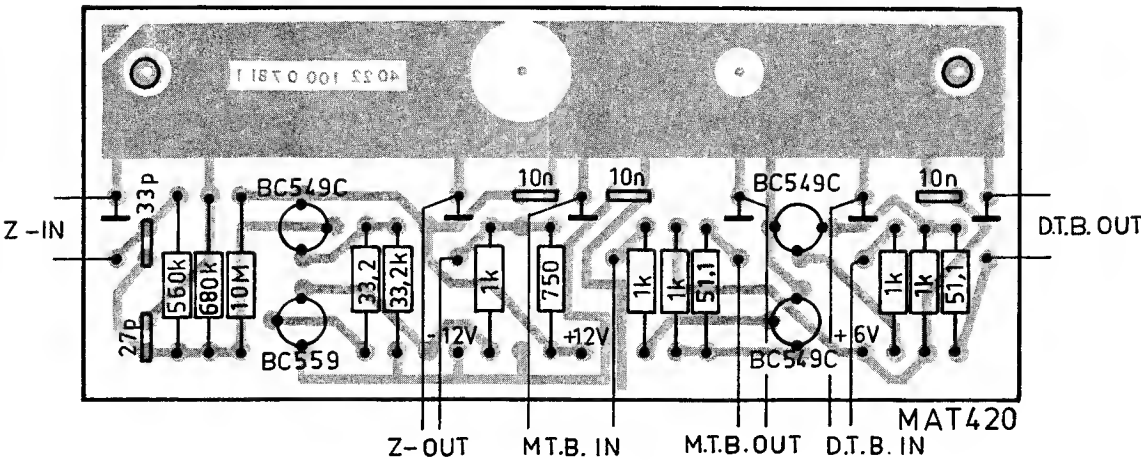 4022 100 0 7811
33p
BC549C
10n
10n
BC549C
10n
Z-IN
D.T.B. OUT
560k
680k
10M
33,2
33,2k
1k
750
1k
1k
51,1
1k
1k
51,1
27p
BC559
-12V
+12V
BC549C
+6V
MAT420
Z-OUT
M.T.B. IN
M.T.B. OUT
D.T.B. IN